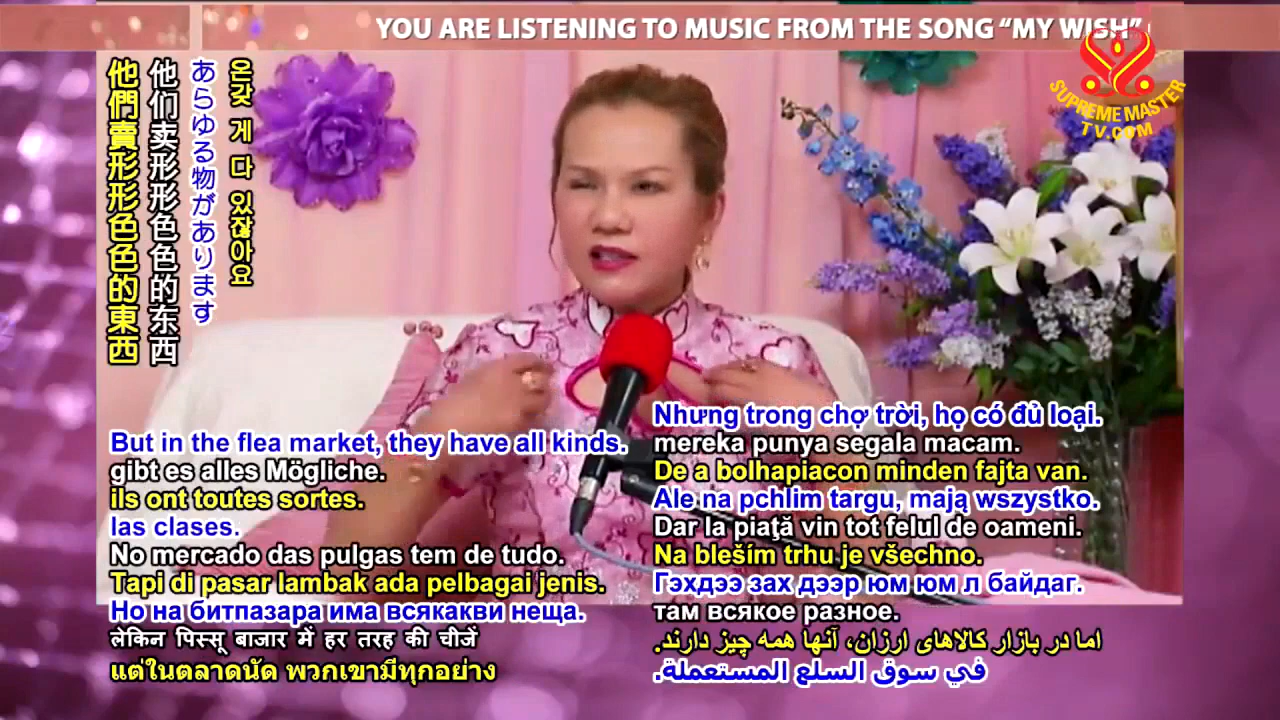 YOU ARE LISTENING TO MUSIC FROM THE SONG “MY WISH”
SUPREME MASTER
TV.COM
他們賣形形色色的東西
他们卖形形色色的东西
あらゆる物があります
온갖 게 다 있잖아요
But in the flea market, they have all kinds.
gibt es alles Mögliche.
ils ont toutes sortes.
las clases.
No mercado das pulgas tem de tudo.
Tapi di pasar lambak ada pelbagai jenis.
Но на битпазара има всякакви неща.
लेकिन पिस्सू बाजार में हर तरह की चीजें
แต่ในตลาดนัด พวกเขามีทุกอย่าง
Nhưng trong chợ trời, họ có đủ loại.
mereka punya segala macam.
De a bolhapiacon minden fajta van.
Ale na pchlim targu, mają wszystko.
Dar la piaţă vin tot felul de oameni.
Na bleším trhu je všechno.
Гэхдээ зах дээр юм юм л байдаг.
там всякое разное.
اما در بازار کالاهای ارزان، آنها همه چیز دارند.
في سوق السلع المستعملة.